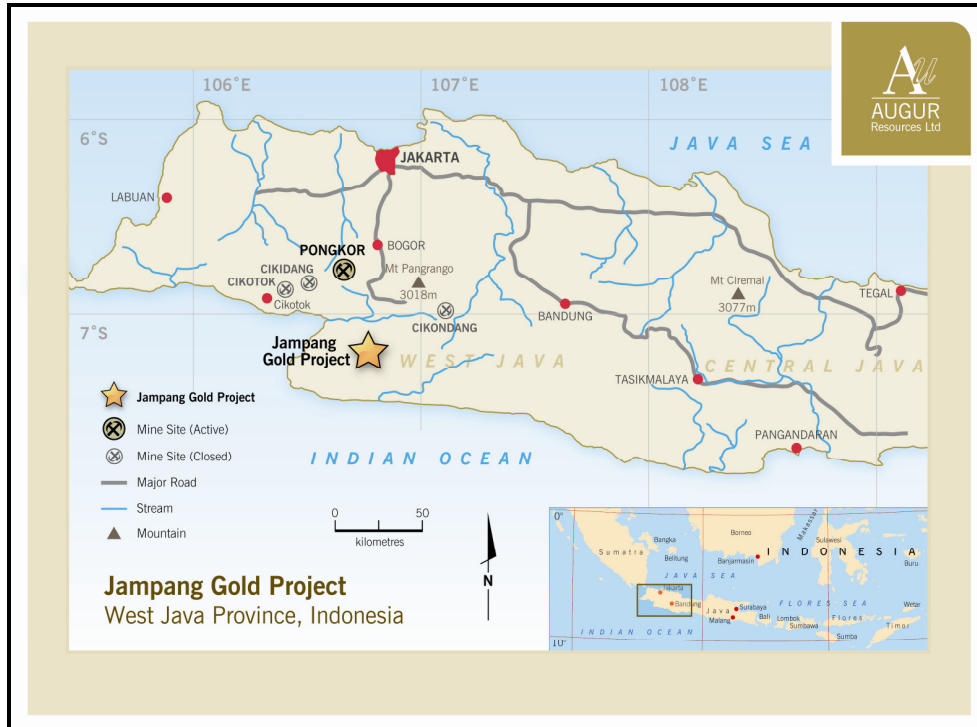 106°E
107°E
108°E
Au
AUGUR
Resources Ltd
6°S
JAVA SEA
JAKARTA
LABUAN
PONGKOR
BOGOR
CIKIDANG
Mt Pangrango
3018m
CIKOTOK
Cikotok
Mt Ciremal
3077m
TEGAL
7°S
CIKONDANG
BANDUNG
Jampang
Gold Project
WEST JAVA
CENTRAL JAVA
TASIKMALAYA
PANGANDARAN
Jampang Gold Project
Mine Site (Active)
Mine Site (Closed)
Major Road
Stream
Mountain
INDIAN OCEAN
0 50
kilometres
N
Jampang Gold Project
West Java Province, Indonesia
0°
Sumatra
Bangka
Belitung
Borneo
Banjarmasin
Makassar
Sulawesi
INDONESIA
Buru
JAVA SEA
Jakarta
Bandung
Java
Surabaya
Malang
Bali
Lombok
Sumbawa
FLORES SEA
Flores
Sumba
Wetar
Timor
INDIAN OCEAN
10°